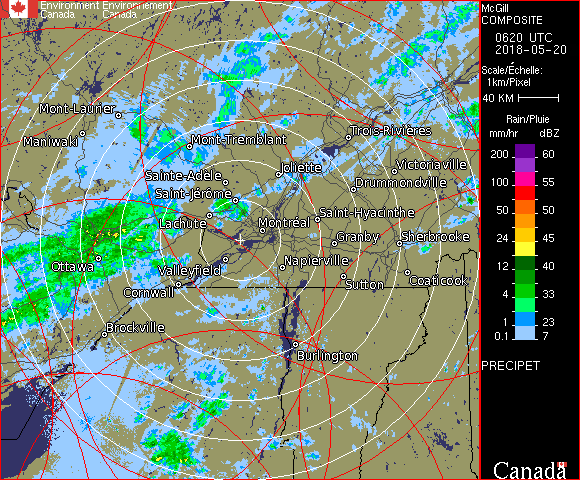 Environment Environnement
Canada Canada
McGill
COMPOSITE
0620 UTC
2018-05-20
Scale/Échelle:
1km/Pixel
40 KM
Rain/Pluie
mm/hr dBZ
200 60
100 55
50 50
24 45
12 40
4 33
1 23
0.1 7
PRECIPET
Canada
Mont-Laurier
Maniwaki
Mont-Tremblant
Trois-Rivières
Sainte-Adèle
Joliette
Victoriaville
Saint-Jérôme
Drummondville
Lachute
Saint-Hyacinthe
Montréal
Granby
Sherbrooke
Ottawa
Valleyfield
Napierville
Cornwall
Sutton
Coaticook
Brockville
Burlington